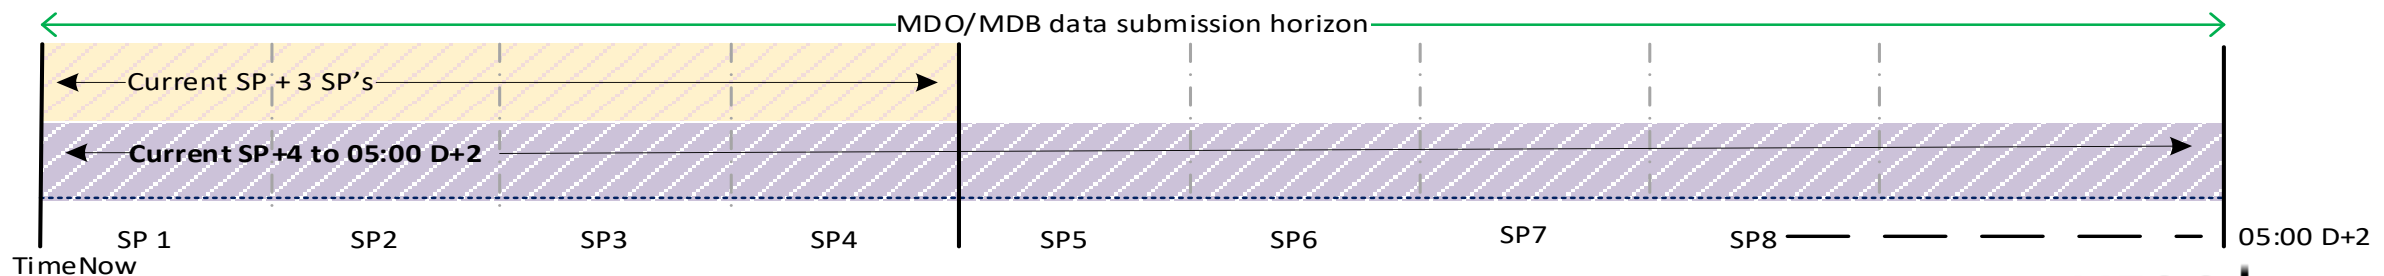 MDO/MDB data submission horizon
Current SP + 3 SP's
Current SP+4 to 05:00 D+2
SP 1 SP2 SP3 SP4 SP5 SP6 SP7 SP8 05:00 D+2
TimeNow